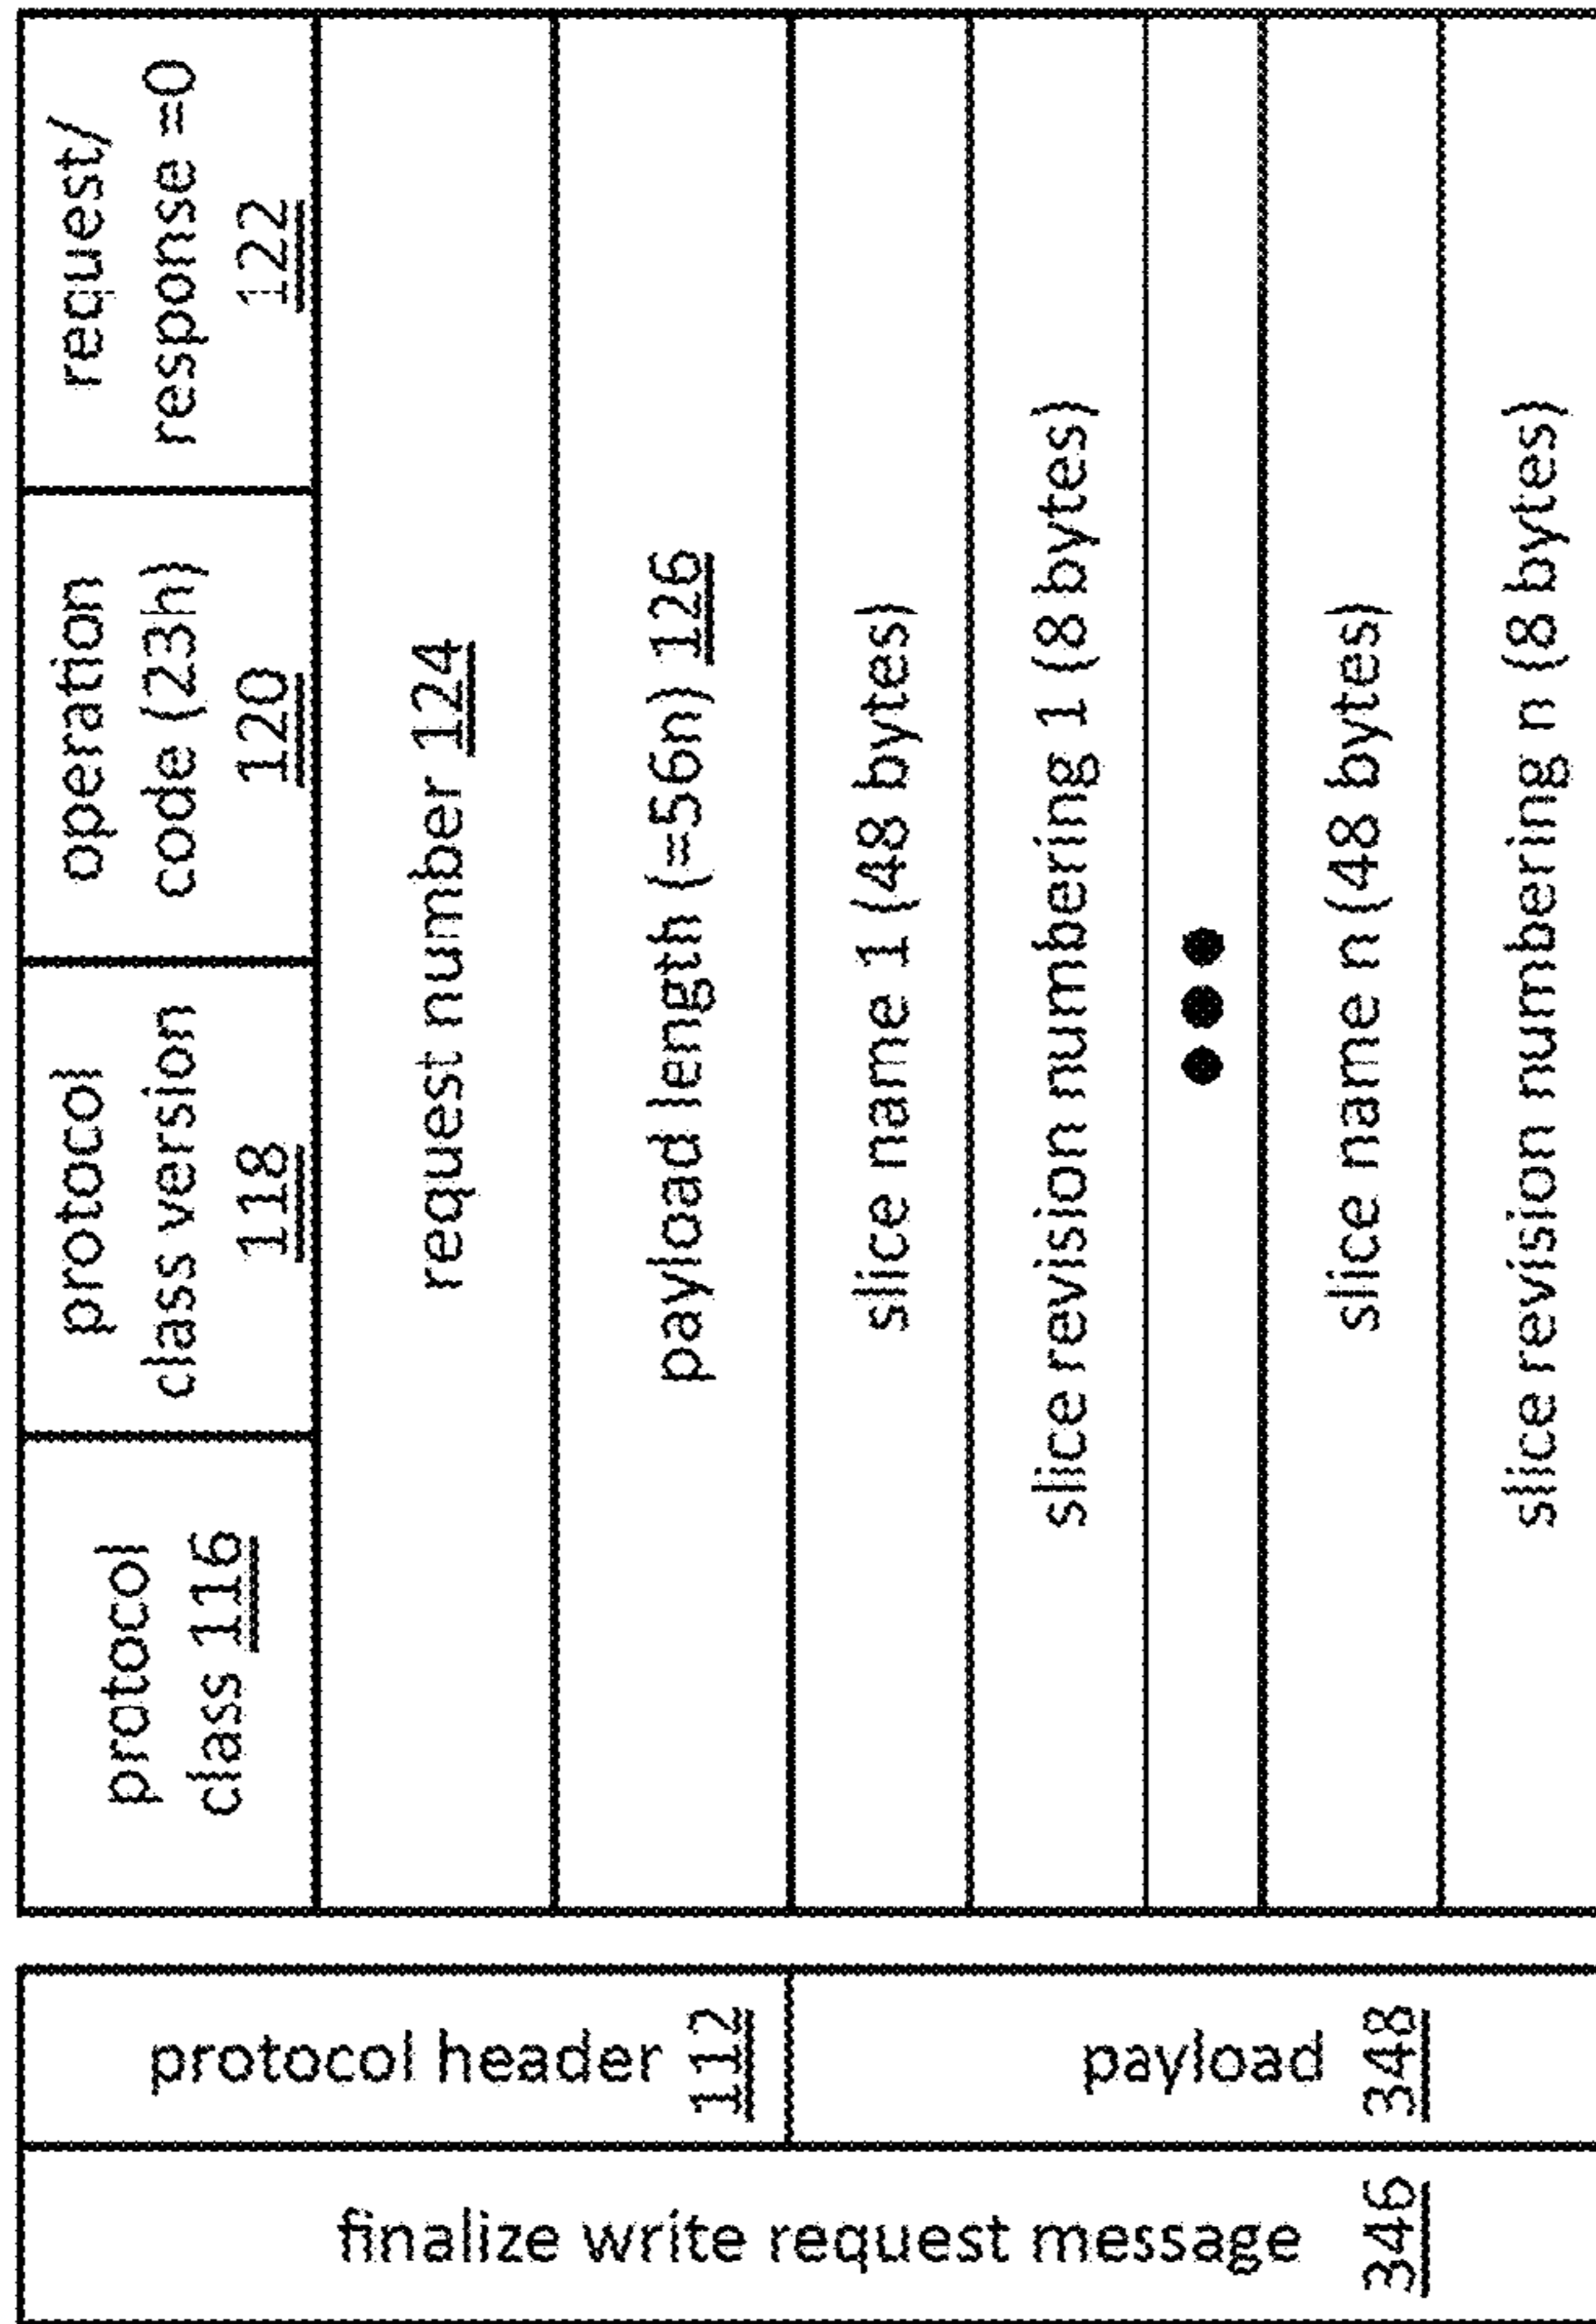 finalize write request message 346
protocol header 112
payload 348
protocol
class 116
protocol
class version
118
operation
code (23h)
120
request/
response =0
122
request number 124
payload length (=56n) 126
slice name 1 (48 bytes)
slice revision numbering 1 (8 bytes)
●●●
slice name n (48 bytes)
slice revision numbering n (8 bytes)